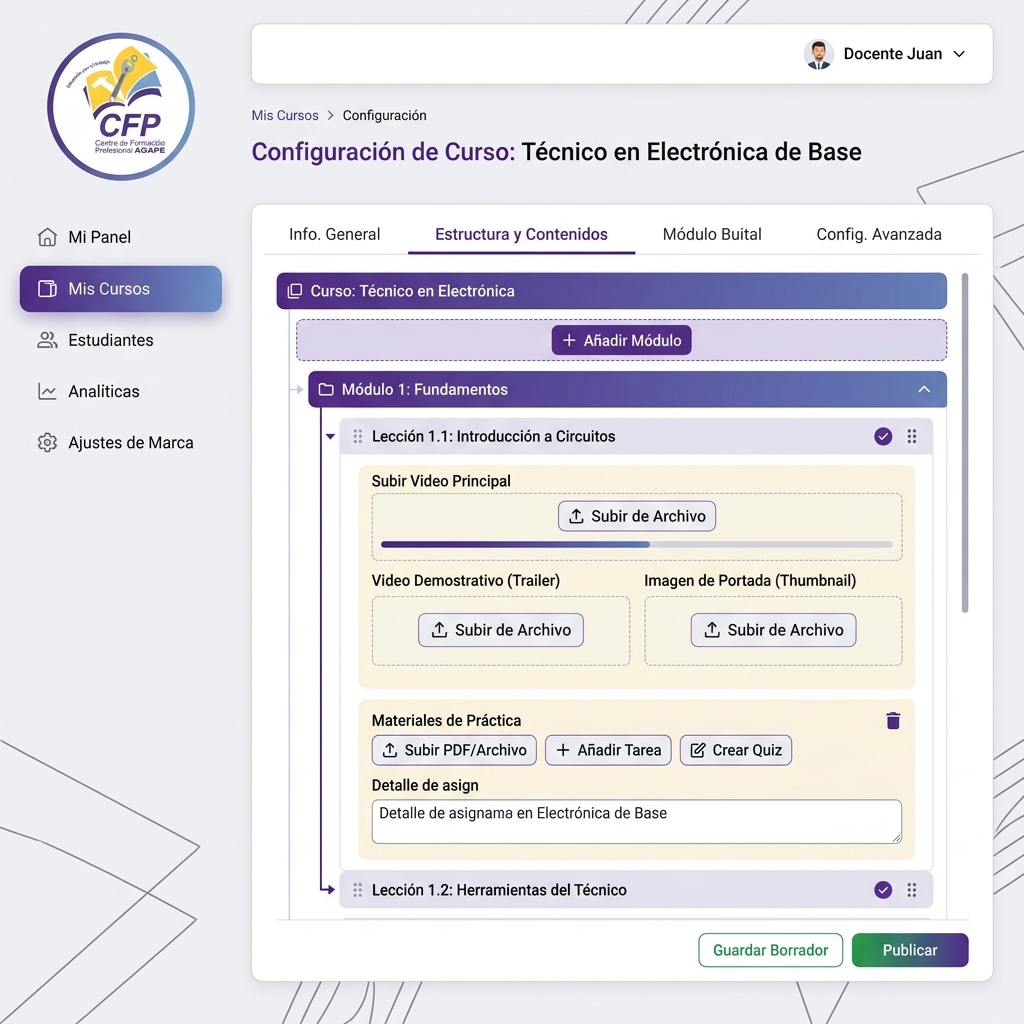 CFP
Centre de Formación
Profesional AGAPE
Docente Juan
Mis Cursos > Configuración
Configuración de Curso: Técnico en Electrónica de Base
Mi Panel
Mis Cursos
Estudiantes
Analiticas
Ajustes de Marca
Info. General
Estructura y Contenidos
Módulo Buital
Config. Avanzada
Curso: Técnico en Electrónica
+ Añadir Módulo
Módulo 1: Fundamentos
Lección 1.1: Introducción a Circuitos
Subir Video Principal
Subir de Archivo
Video Demostrativo (Trailer)
Imagen de Portada (Thumbnail)
Subir de Archivo
Subir de Archivo
Materiales de Práctica
Subir PDF/Archivo
+ Añadir Tarea
Crear Quiz
Detalle de asign
Detalle de asignama en Electrónica de Base
Lección 1.2: Herramientas del Técnico
Guardar Borrador
Publicar